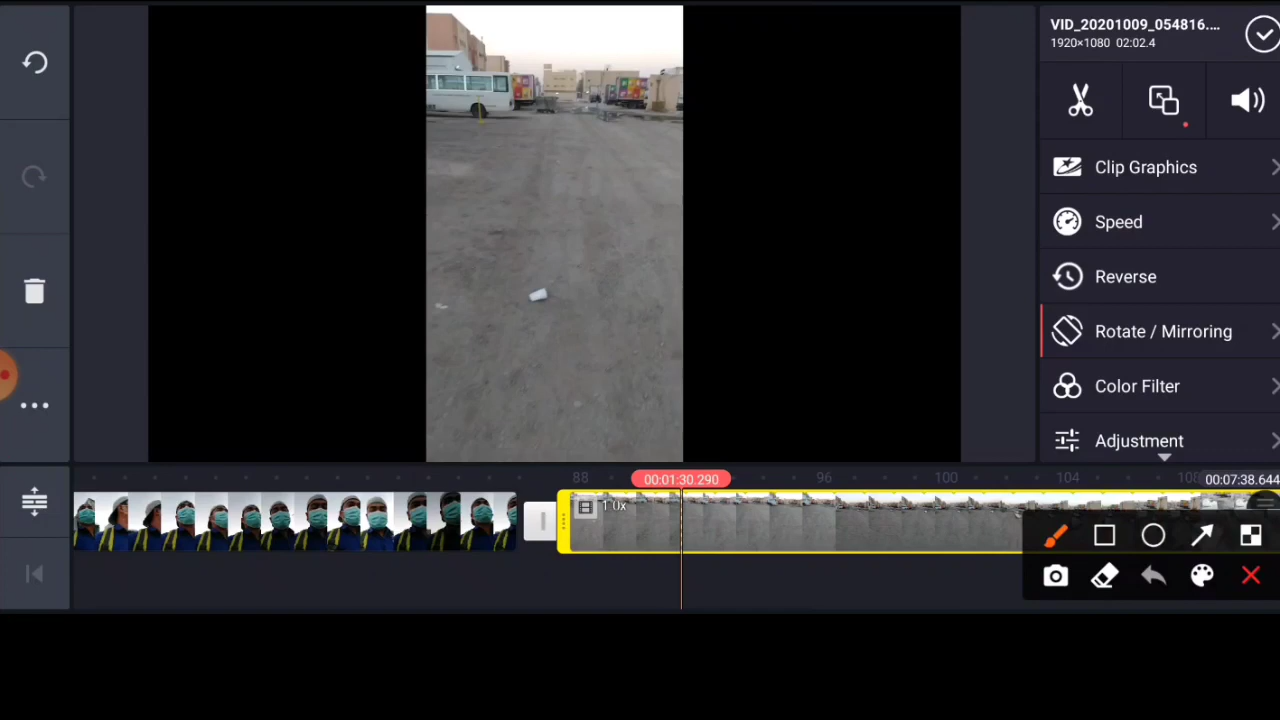 VID_20201009_054816....
1920×1080 02:02.4
Clip Graphics
Speed
Reverse
Rotate / Mirroring
Color Filter
Adjustment
88
00:01:30.290
96
100
104
108
00:07:38.644
1.0x